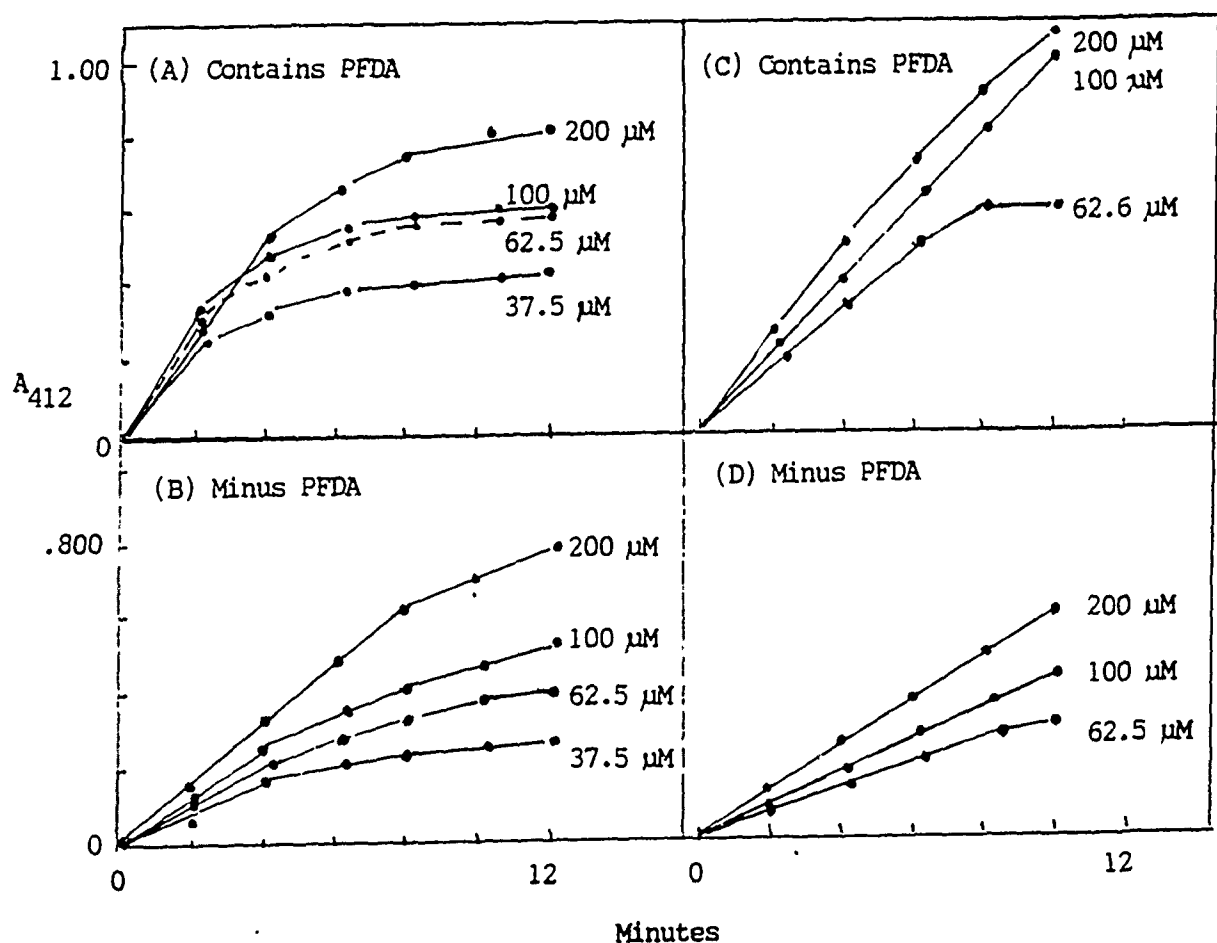 (A) Contains PFDA
1.00
200 µM
100 µM
62.5 µM
37.5 µM
A412
0
(C) Contains PFDA
200 µM
100 µM
62.6 µM
(B) Minus PFDA
.800
200 µM
100 µM
62.5 µM
37.5 µM
0
0
12
(D) Minus PFDA
200 µM
100 µM
62.5 µM
0
12
Minutes